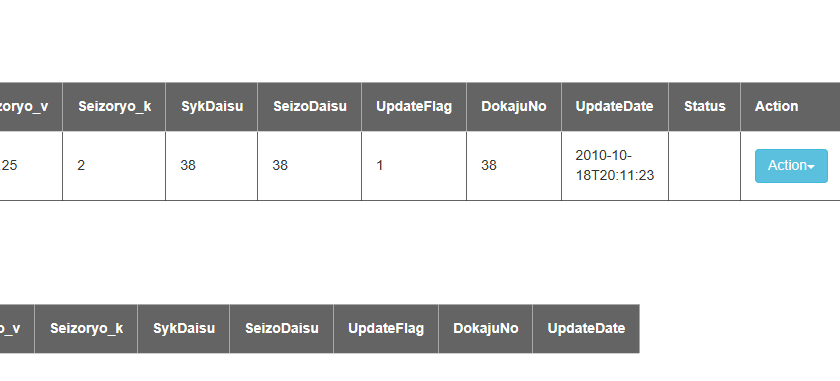 zoryo_v Seizoryo_k SykDaisu SeizoDaisu UpdateFlag DokajuNo UpdateDate Status Action
.25 2 38 38 1 38 2010-10-
18T20:11:23 Action
o_v Seizoryo_k SykDaisu SeizoDaisu UpdateFlag DokajuNo UpdateDate